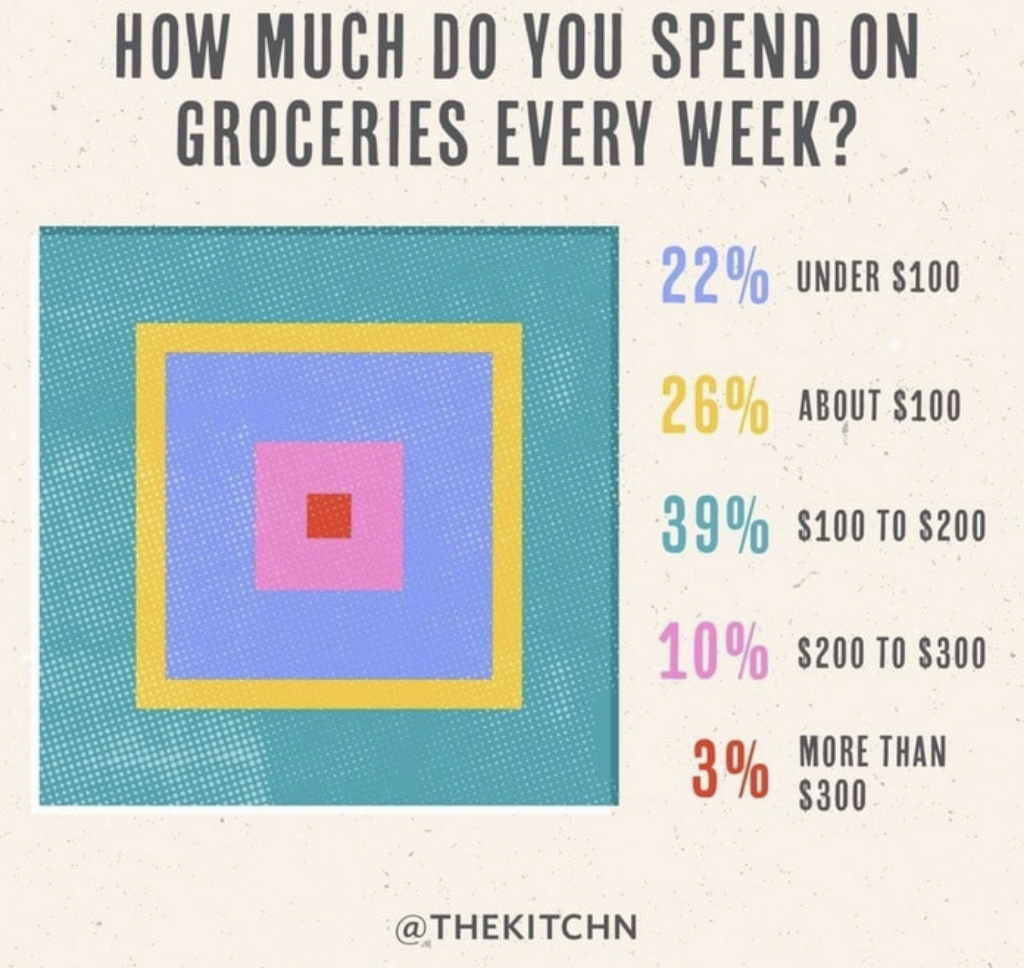 HOW MUCH DO YOU SPEND ON
GROCERIES EVERY WEEK?
22% UNDER $100
26% ABOUT $100
39% $100 TO $200
10% $200 TO $300
3% MORE THAN
$300
@THEKITCHN